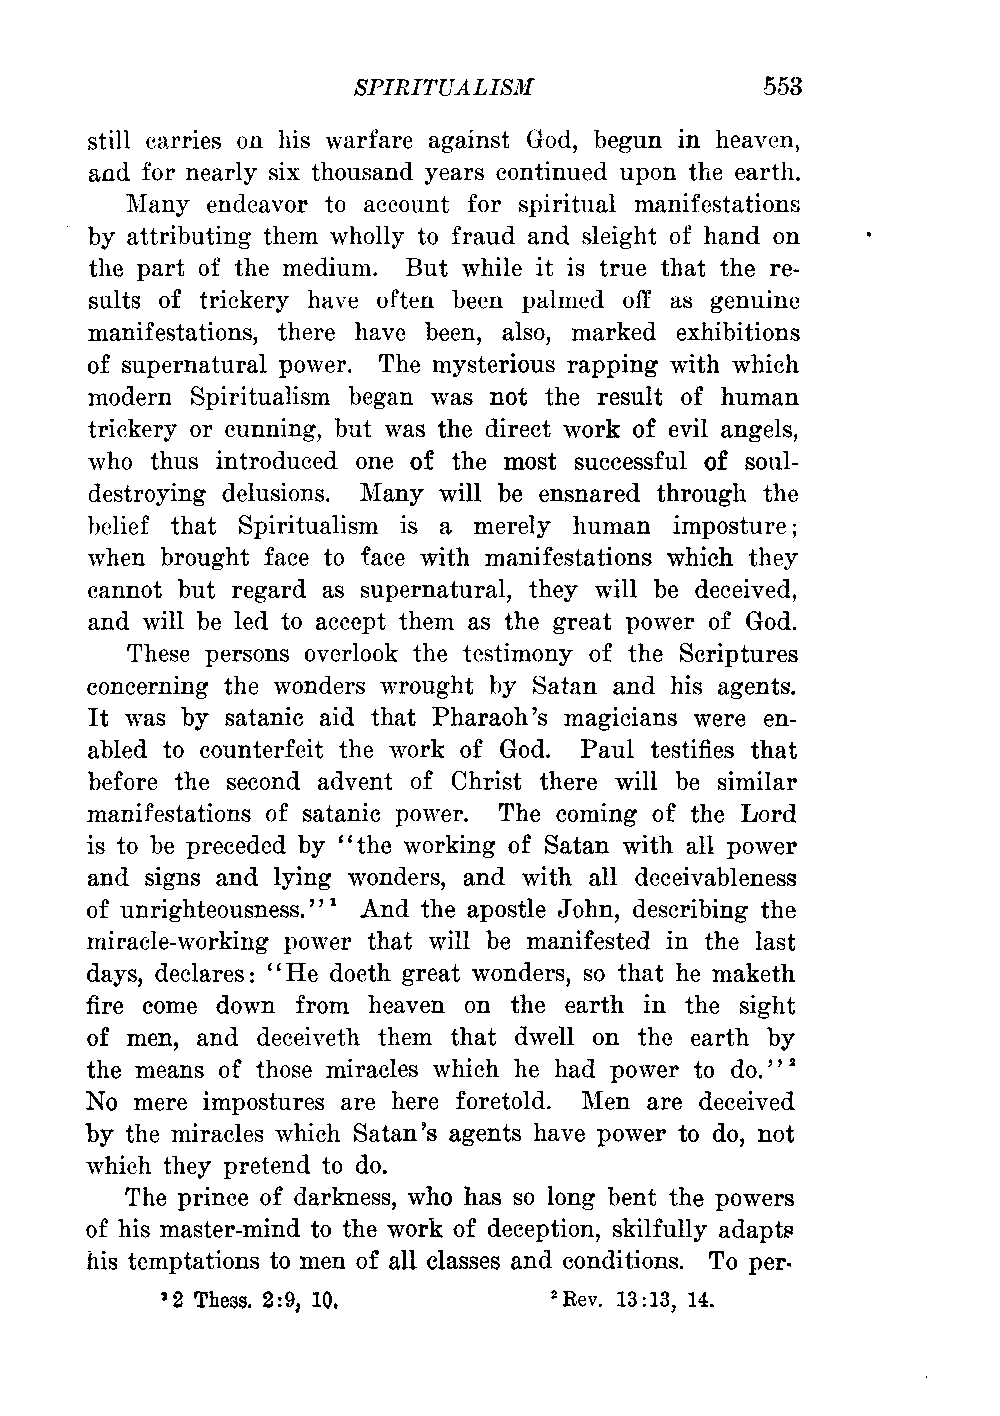 SPIRITUALISM 553
still carries on his warfare against God, begun in heaven,
and for nearly six thousand years continued upon the earth.
Many endeavor to account for spiritual manifestations
by attributing them wholly to fraud and sleight of hand on
the part of the medium. But while it is true that the re-
sults of trickery have often been palmed off as genuine
manifestations, there have been, also, marked exhibitions
of supernatural power. The mysterious rapping with which
modern Spiritualism began was not the result of human
trickery or cunning, but was the direct work of evil angels,
who thus introduced one of the most successful of soul-
destroying delusions. Many will be ensnared through the
belief that Spiritualism is a merely human imposture;
when brought face to face with manifestations which they
cannot but regard as supernatural, they will be deceived,
and will be led to accept them as the great power of God.
These persons overlook the testimony of the Scriptures
concerning the wonders wrought by Satan and his agents.
It was by satanic aid that Pharaoh's magicians were en-
abled to counterfeit the work of God. Paul testifies that
before the second advent of Christ there will be similar
manifestations of satanic power. The coming of the Lord
is to be preceded by "the working of Satan with all power
and signs and lying wonders, and with all deceivableness
of unrighteousness."¹ And the apostle John, describing the
miracle-working power that will be manifested in the last
days, declares: "He doeth great wonders, so that he maketh
fire come down from heaven on the earth in the sight
of men, and deceiveth them that dwell on the earth by
the means of those miracles which he had power to do."²
No mere impostures are here foretold. Men are deceived
by the miracles which Satan's agents have power to do, not
which they pretend to do.
The prince of darkness, who has so long bent the powers
of his master-mind to the work of deception, skilfully adapts
his temptations to men of all classes and conditions. To per-
¹ 2 Thess. 2:9, 10. ² Rev. 13:13, 14.